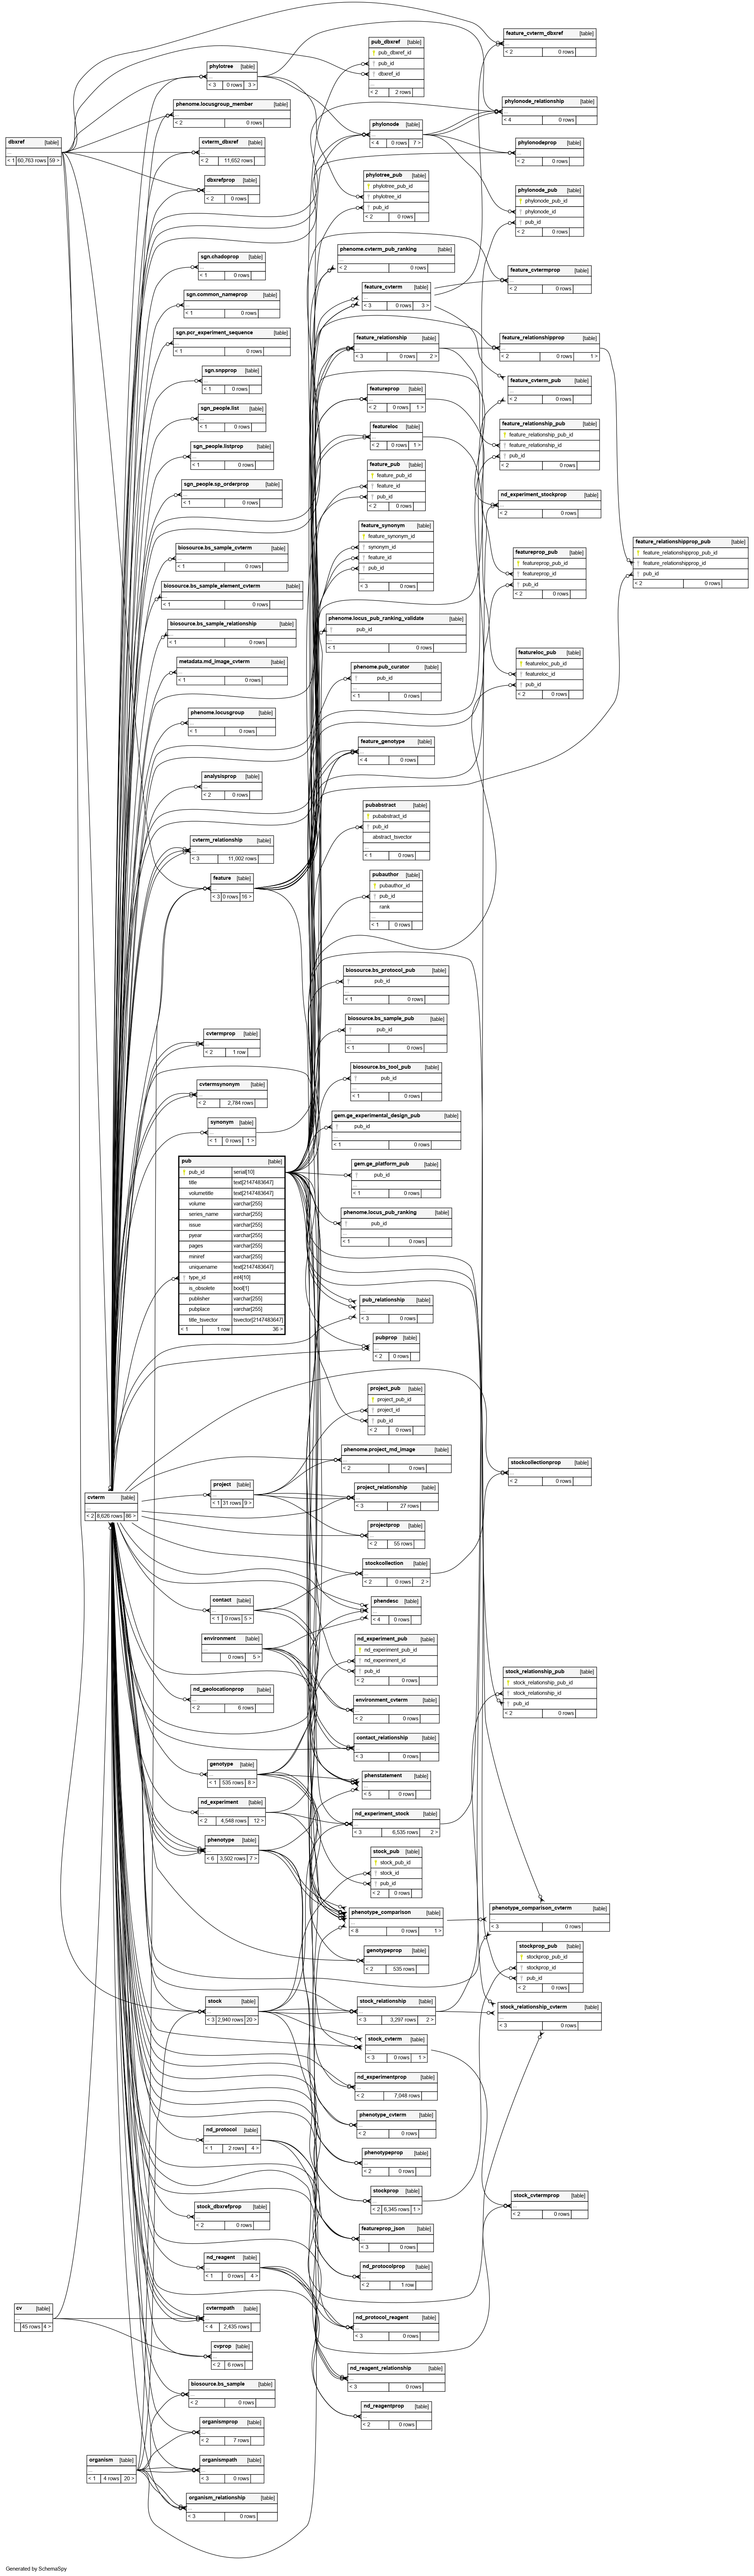 dbxref [table]
...
< 1 60,763 rows 59 >
cvterm [table]
...
< 2 8,626 rows 86 >
cv [table]
...
45 rows 4 >
organism [table]
...
< 1 4 rows 20 >
phylotree [table]
...
< 3 0 rows 3 >
phenome.locusgroup_member [table]
...
< 2 0 rows
cvterm_dbxref [table]
...
< 2 11,652 rows
dbxrefprop [table]
...
< 2 0 rows
sgn.chadoprop [table]
...
< 1 0 rows
sgn.common_nameprop [table]
...
< 1 0 rows
sgn.pcr_experiment_sequence [table]
...
< 1 0 rows
sgn.snpprop [table]
...
< 1 0 rows
sgn_people.list [table]
...
< 1 0 rows
sgn_people.listprop [table]
...
< 1 0 rows
sgn_people.sp_orderprop [table]
...
< 1 0 rows
biosource.bs_sample_cvterm [table]
...
< 1 0 rows
biosource.bs_sample_element_cvterm [table]
...
< 1 0 rows
biosource.bs_sample_relationship [table]
...
< 1 0 rows
metadata.md_image_cvterm [table]
...
< 1 0 rows
phenome.locusgroup [table]
...
< 1 0 rows
analysisprop [table]
...
< 2 0 rows
cvterm_relationship [table]
...
< 3 11,002 rows
feature [table]
...
< 3 0 rows 16 >
cvtermprop [table]
...
< 2 1 row
cvtermsynonym [table]
...
< 2 2,784 rows
synonym [table]
...
< 1 0 rows 1 >
pub [table]
pub_id serial[10]
title text[2147483647]
volumetitle text[2147483647]
volume varchar[255]
series_name varchar[255]
issue varchar[255]
pyear varchar[255]
pages varchar[255]
miniref varchar[255]
uniquename text[2147483647]
type_id int4[10]
is_obsolete bool[1]
publisher varchar[255]
pubplace varchar[255]
title_tsvector tsvector[2147483647]
< 1 1 row 36 >
project [table]
...
< 1 31 rows 9 >
contact [table]
...
< 1 0 rows 5 >
environment [table]
...
0 rows 5 >
nd_geolocationprop [table]
...
< 2 6 rows
genotype [table]
...
< 1 535 rows 8 >
nd_experiment [table]
...
< 2 4,548 rows 12 >
phenotype [table]
...
< 6 3,502 rows 7 >
stock [table]
...
< 3 2,940 rows 20 >
nd_protocol [table]
...
< 1 2 rows 4 >
stock_dbxrefprop [table]
...
< 2 0 rows
nd_reagent [table]
...
< 1 0 rows 4 >
cvtermpath [table]
...
< 4 2,435 rows
cvprop [table]
...
< 2 6 rows
biosource.bs_sample [table]
...
< 2 0 rows
organismprop [table]
...
< 2 7 rows
organismpath [table]
...
< 3 0 rows
organism_relationship [table]
...
< 3 0 rows
pub_dbxref [table]
pub_dbxref_id
pub_id
dbxref_id
...
< 2 2 rows
phylonode [table]
...
< 4 0 rows 7 >
phylotree_pub [table]
phylotree_pub_id
phylotree_id
pub_id
< 2 0 rows
phenome.cvterm_pub_ranking [table]
...
< 2 0 rows
feature_cvterm [table]
...
< 3 0 rows 3 >
feature_relationship [table]
...
< 3 0 rows 2 >
featureprop [table]
...
< 2 0 rows 1 >
featureloc [table]
...
< 2 0 rows 1 >
feature_pub [table]
feature_pub_id
feature_id
pub_id
< 2 0 rows
feature_synonym [table]
feature_synonym_id
synonym_id
feature_id
pub_id
...
< 3 0 rows
phenome.locus_pub_ranking_validate [table]
pub_id
...
< 1 0 rows
phenome.pub_curator [table]
pub_id
...
< 1 0 rows
feature_genotype [table]
...
< 4 0 rows
pubabstract [table]
pubabstract_id
pub_id
abstract_tsvector
...
< 1 0 rows
pubauthor [table]
pubauthor_id
pub_id
rank
...
< 1 0 rows
biosource.bs_protocol_pub [table]
pub_id
...
< 1 0 rows
biosource.bs_sample_pub [table]
pub_id
...
< 1 0 rows
biosource.bs_tool_pub [table]
pub_id
...
< 1 0 rows
gem.ge_experimental_design_pub [table]
pub_id
...
< 1 0 rows
gem.ge_platform_pub [table]
pub_id
...
< 1 0 rows
phenome.locus_pub_ranking [table]
pub_id
...
< 1 0 rows
pub_relationship [table]
...
< 3 0 rows
pubprop [table]
...
< 2 0 rows
project_pub [table]
project_pub_id
project_id
pub_id
< 2 0 rows
phenome.project_md_image [table]
...
< 2 0 rows
project_relationship [table]
...
< 3 27 rows
projectprop [table]
...
< 2 55 rows
stockcollection [table]
...
< 2 0 rows 2 >
phendesc [table]
...
< 4 0 rows
nd_experiment_pub [table]
nd_experiment_pub_id
nd_experiment_id
pub_id
< 2 0 rows
environment_cvterm [table]
...
< 2 0 rows
contact_relationship [table]
...
< 3 0 rows
phenstatement [table]
...
< 5 0 rows
nd_experiment_stock [table]
...
< 3 6,535 rows 2 >
stock_pub [table]
stock_pub_id
stock_id
pub_id
< 2 0 rows
phenotype_comparison [table]
...
< 8 0 rows 1 >
genotypeprop [table]
...
< 2 535 rows
stock_relationship [table]
...
< 3 3,297 rows 2 >
stock_cvterm [table]
...
< 3 0 rows 1 >
nd_experimentprop [table]
...
< 2 7,048 rows
phenotype_cvterm [table]
...
< 2 0 rows
phenotypeprop [table]
...
< 2 0 rows
stockprop [table]
...
< 2 6,345 rows 1 >
featureprop_json [table]
...
< 3 0 rows
nd_protocolprop [table]
...
< 2 1 row
nd_protocol_reagent [table]
...
< 3 0 rows
nd_reagent_relationship [table]
...
< 3 0 rows
nd_reagentprop [table]
...
< 2 0 rows
feature_cvterm_dbxref [table]
...
< 2 0 rows
phylonode_relationship [table]
...
< 4 0 rows
phylonodeprop [table]
...
< 2 0 rows
phylonode_pub [table]
phylonode_pub_id
phylonode_id
pub_id
< 2 0 rows
feature_cvtermprop [table]
...
< 2 0 rows
feature_relationshipprop [table]
...
< 2 0 rows 1 >
feature_cvterm_pub [table]
...
< 2 0 rows
feature_relationship_pub [table]
feature_relationship_pub_id
feature_relationship_id
pub_id
< 2 0 rows
nd_experiment_stockprop [table]
...
< 2 0 rows
featureprop_pub [table]
featureprop_pub_id
featureprop_id
pub_id
< 2 0 rows
featureloc_pub [table]
featureloc_pub_id
featureloc_id
pub_id
< 2 0 rows
stockcollectionprop [table]
...
< 2 0 rows
stock_relationship_pub [table]
stock_relationship_pub_id
stock_relationship_id
pub_id
< 2 0 rows
phenotype_comparison_cvterm [table]
...
< 3 0 rows
stockprop_pub [table]
stockprop_pub_id
stockprop_id
pub_id
< 2 0 rows
stock_relationship_cvterm [table]
...
< 3 0 rows
stock_cvtermprop [table]
...
< 2 0 rows
feature_relationshipprop_pub [table]
feature_relationshipprop_pub_id
feature_relationshipprop_id
pub_id
< 2 0 rows
Generated by SchemaSpy